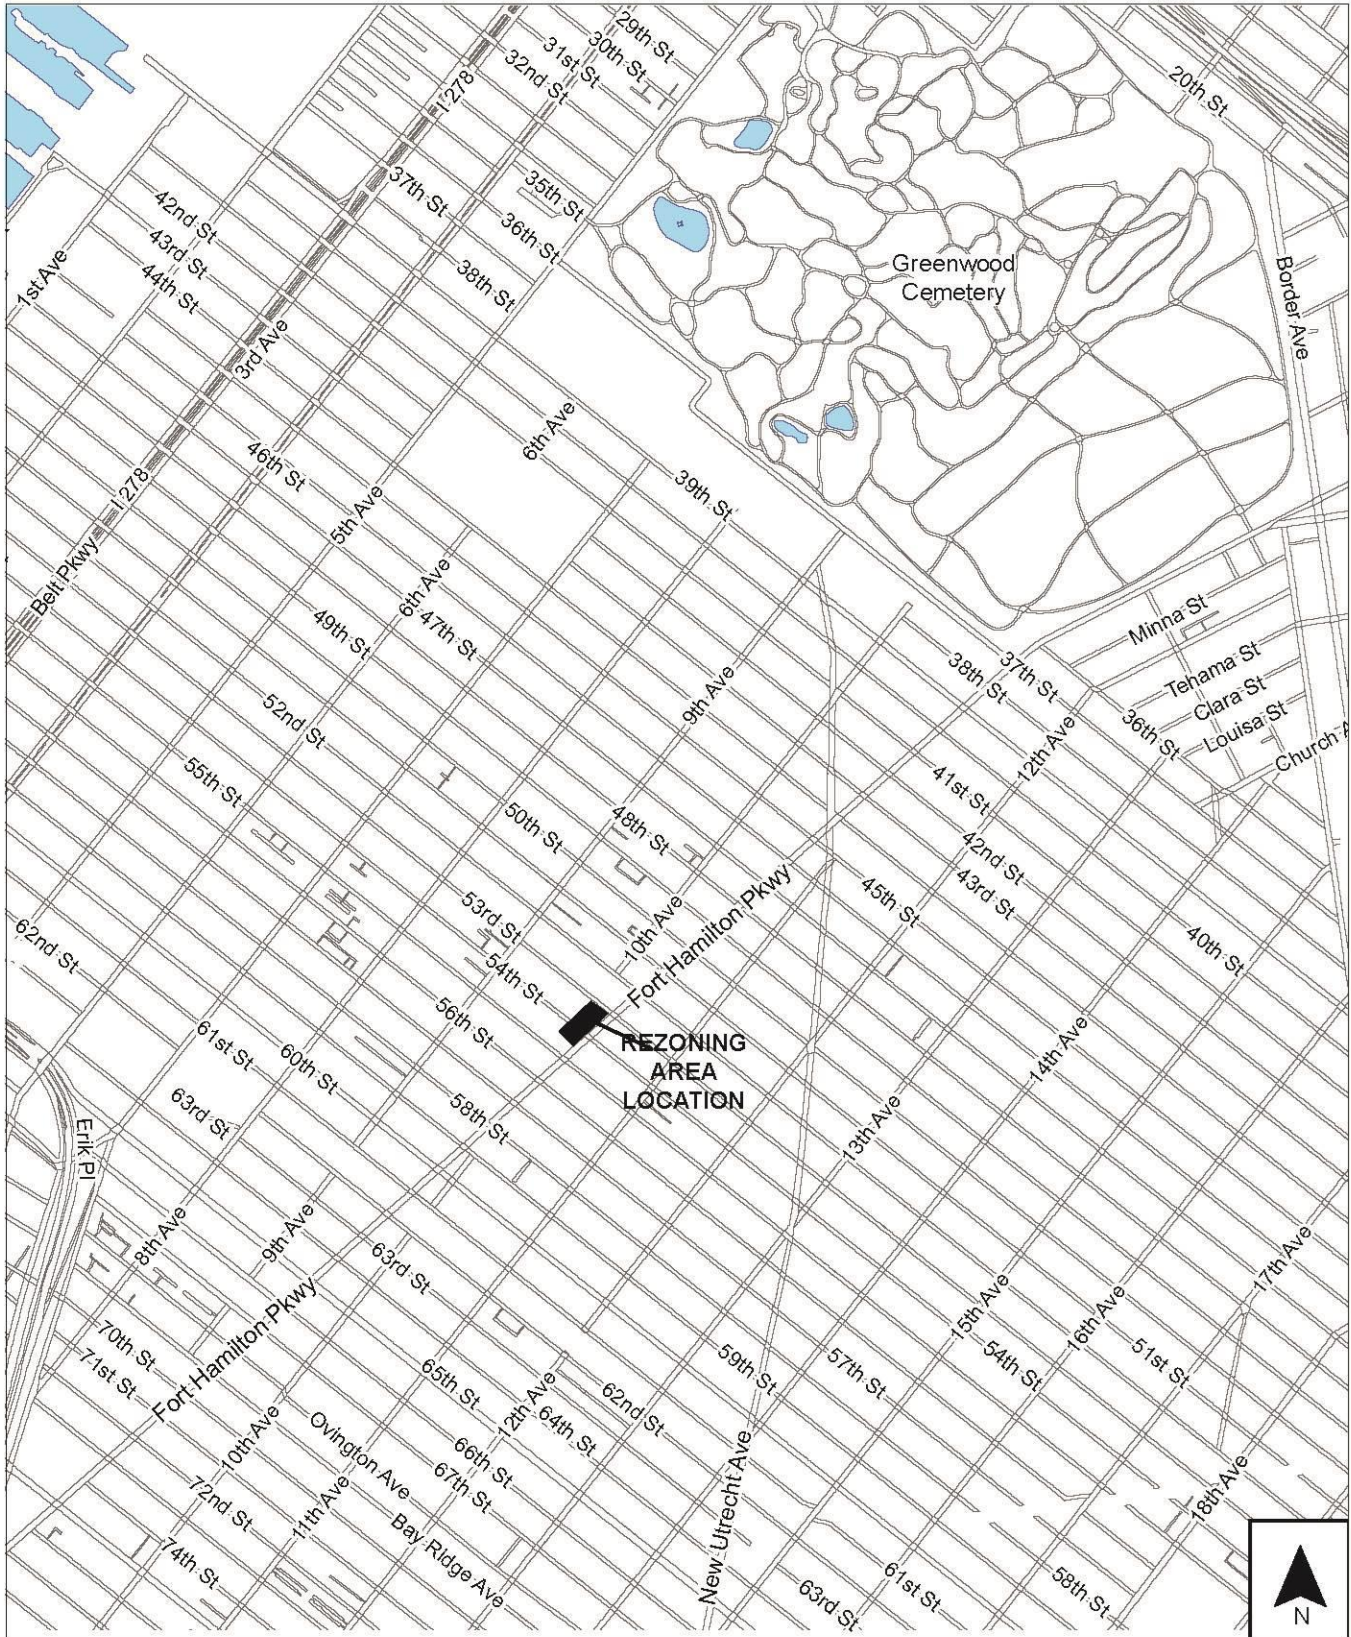 29th St
30th St
31st St
32nd St
I 278
20th St
37th St
35th St
36th St
38th St
42nd St
43rd St
44th St
1st Ave
3rd Ave
Greenwood
Cemetery
Border Ave
6th Ave
39th St
46th St
I 278
5th Ave
Belt Pkwy
6th Ave
47th St
49th St
Minna St
37th St
38th St
Tehama St
Clara St
Louisa St
36th St
12th Ave
9th Ave
52nd St
55th St
41st St
50th St
48th St
42nd St
43rd St
45th St
Fort Hamilton Pkwy
10th Ave
53rd St
54th St
40th St
62nd St
56th St
61st St
60th St
REZONING
AREA
LOCATION
14th Ave
58th St
63rd St
13th Ave
Erik Pl
8th Ave
9th Ave
63rd St
17th Ave
Fort Hamilton Pkwy
15th Ave
16th Ave
70th St
71st St
65th St
59th St
57th St
54th St
51st St
12th Ave
62nd St
64th St
10th Ave
Ovington Ave
66th St
67th St
New Utrecht Ave
18th Ave
72nd St
11th Ave
Bay Ridge Ave
74th St
63rd St
61st St
58th St
N